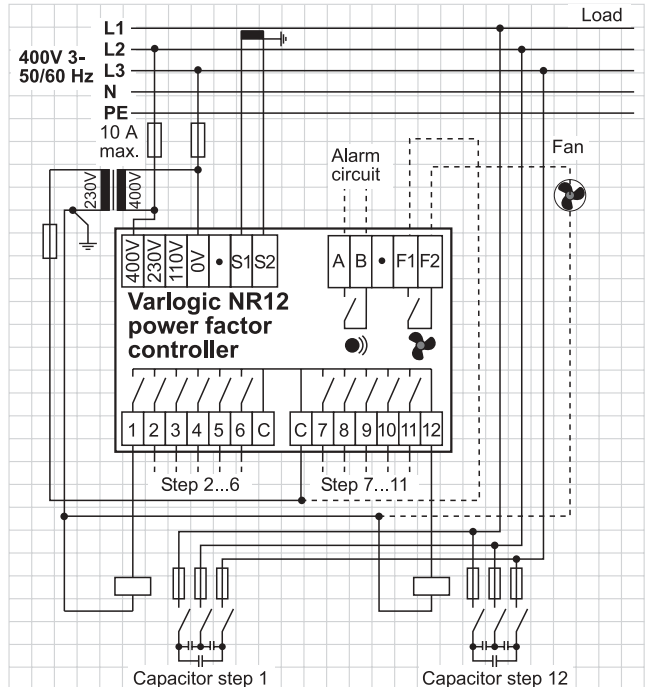 Load
L1
L2
400V 3-
50/60 Hz
L3
N
PE
10 A
max.
230V
400V
Alarm
circuit
Fan
400V 230V 110V 0V • S1 S2
A B • F1 F2
Varlogic NR12
power factor
controller
1 2 3 4 5 6 C
C 7 8 9 10 11 12
Step 2...6
Step 7...11
Capacitor step 1
Capacitor step 12